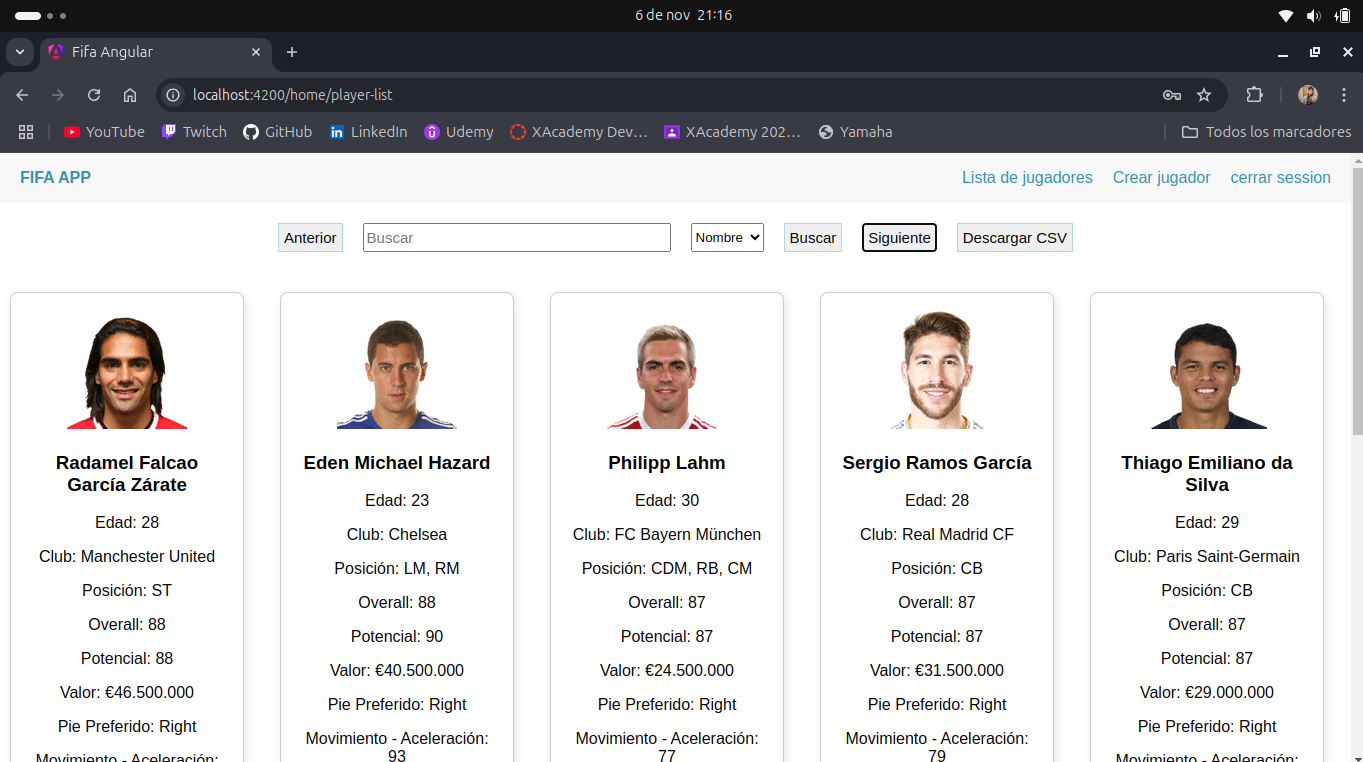 6 de nov 21:16
Fifa Angular
localhost:4200/home/player-list
YouTube Twitch GitHub LinkedIn Udemy XAcademy Dev… XAcademy 202… Yamaha Todos los marcadores
FIFA APP Lista de jugadores Crear jugador cerrar session
Anterior Buscar Nombre Buscar Siguiente Descargar CSV
Radamel Falcao
García Zárate
Edad: 28
Club: Manchester United
Posición: ST
Overall: 88
Potencial: 88
Valor: €46.500.000
Pie Preferido: Right
Movimiento - Aceleración:
Eden Michael Hazard
Edad: 23
Club: Chelsea
Posición: LM, RM
Overall: 88
Potencial: 90
Valor: €40.500.000
Pie Preferido: Right
Movimiento - Aceleración:
93
Philipp Lahm
Edad: 30
Club: FC Bayern München
Posición: CDM, RB, CM
Overall: 87
Potencial: 87
Valor: €24.500.000
Pie Preferido: Right
Movimiento - Aceleración:
77
Sergio Ramos García
Edad: 28
Club: Real Madrid CF
Posición: CB
Overall: 87
Potencial: 87
Valor: €31.500.000
Pie Preferido: Right
Movimiento - Aceleración:
79
Thiago Emiliano da
Silva
Edad: 29
Club: Paris Saint-Germain
Posición: CB
Overall: 87
Potencial: 87
Valor: €29.000.000
Pie Preferido: Right
Movimiento - Aceleración: